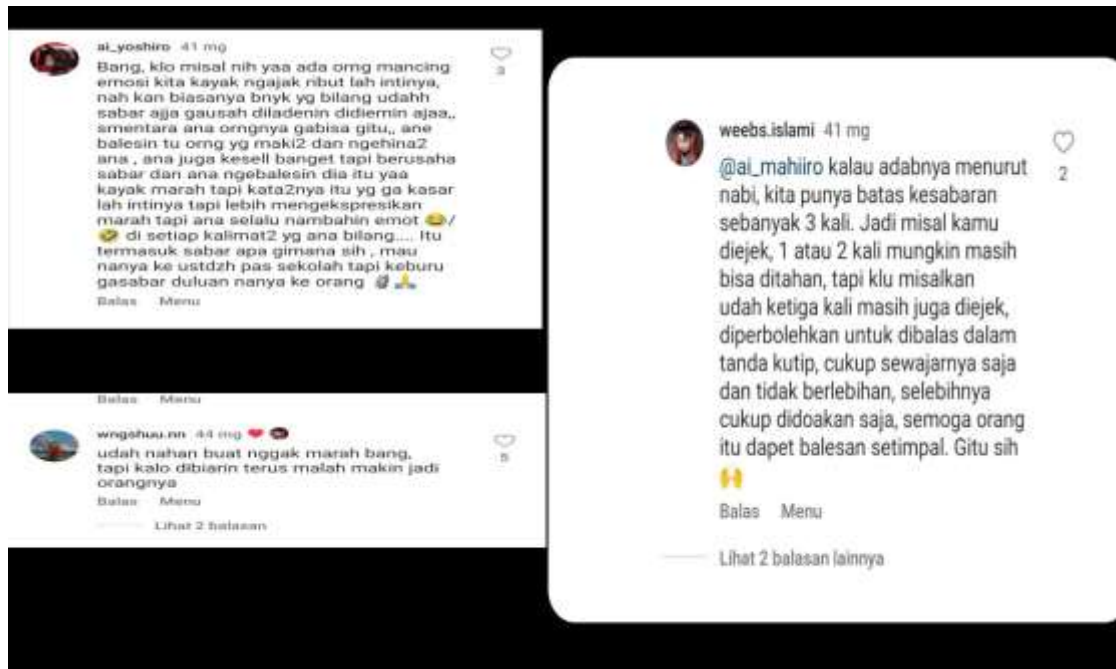 ai_yoshiro 41 mg
Bang, klo misal nih yaa ada orng mancing
emosi kita kayak ngajak ribut lah intinya,
nah kan biasanya bnyk yg bilang udahh
sabar ajja gausah diladenin didiemin ajaa,,
smentara ana orngnya gabisa gitu,, ane
balesin tu orng yg maki2 dan ngehina2
ana , ana juga kesell banget tapi berusaha
sabar dan ana ngebalesin dia itu yaa
kayak marah tapi kata2nya itu yg ga kasar
lah intinya tapi lebih mengekspresikan
marah tapi ana selalu nambahin emot 😂/
🤣 di setiap kalimat2 yg ana bilang.... Itu
termasuk sabar apa gimana sih , mau
nanya ke ustdzh pas sekolah tapi keburu
gasabar duluan nanya ke orang 🙏
3
Balas Menu
Balas Menu
wngshuu.nn 44 mg ❤️
udah nahan buat nggak marah bang,
tapi kalo dibiarin terus malah makin jadi
orangnya
5
Balas Menu
Lihat 2 balasan
weebs.islami 41 mg
@ai_mahiiro kalau adabnya menurut
nabi, kita punya batas kesabaran
sebanyak 3 kali. Jadi misal kamu
diejek, 1 atau 2 kali mungkin masih
bisa ditahan, tapi klu misalkan
udah ketiga kali masih juga diejek,
diperbolehkan untuk dibalas dalam
tanda kutip, cukup sewajarnya saja
dan tidak berlebihan, selebihnya
cukup didoakan saja, semoga orang
itu dapet balesan setimpal. Gitu sih
🙌
2
Balas Menu
Lihat 2 balasan lainnya